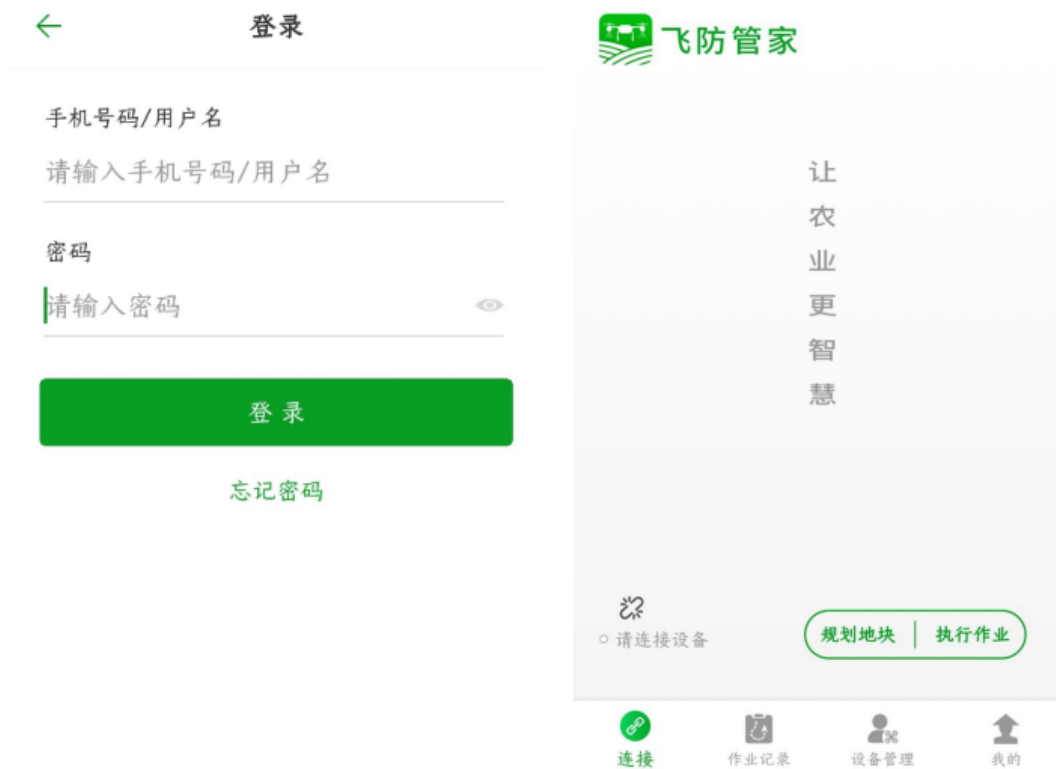 登录
手机号码/用户名
请输入手机号码/用户名
密码
请输入密码
登录
忘记密码
飞防管家
让农业更智慧
请连接设备
规划地块 | 执行作业
连接 作业记录 设备管理 我的